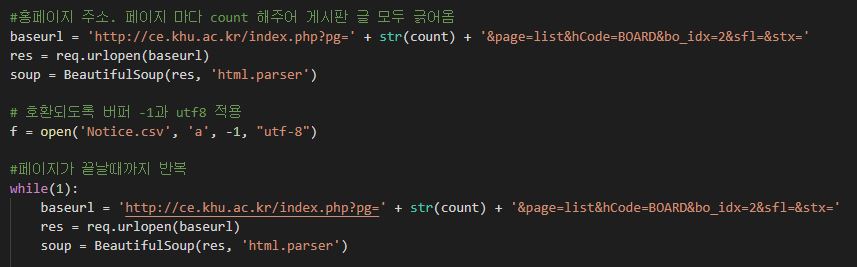 #홈페이지 주소. 페이지 마다 count 해주어 게시판 글 모두 긁어옴
baseurl = 'http://ce.khu.ac.kr/index.php?pg=' + str(count) + '&page=list&hCode=BOARD&bo_idx=2&sfl=&stx='
res = req.urlopen(baseurl)
soup = BeautifulSoup(res, 'html.parser')
# 호환되도록 버퍼 -1과 utf8 적용
f = open('Notice.csv', 'a', -1, "utf-8")
#페이지가 끝날때까지 반복
while(1):
baseurl = 'http://ce.khu.ac.kr/index.php?pg=' + str(count) + '&page=list&hCode=BOARD&bo_idx=2&sfl=&stx='
res = req.urlopen(baseurl)
soup = BeautifulSoup(res, 'html.parser')